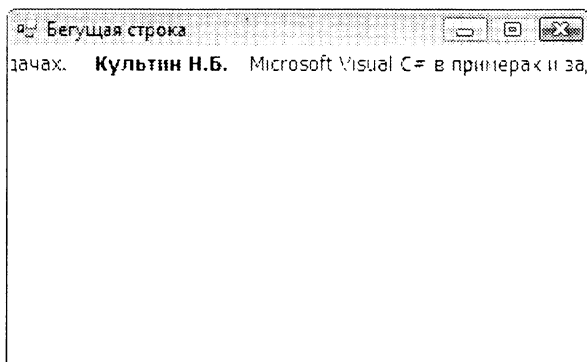 Бегущая строка
дачах. Культин Н.Б. Microsoft Visual C# в примерах и за